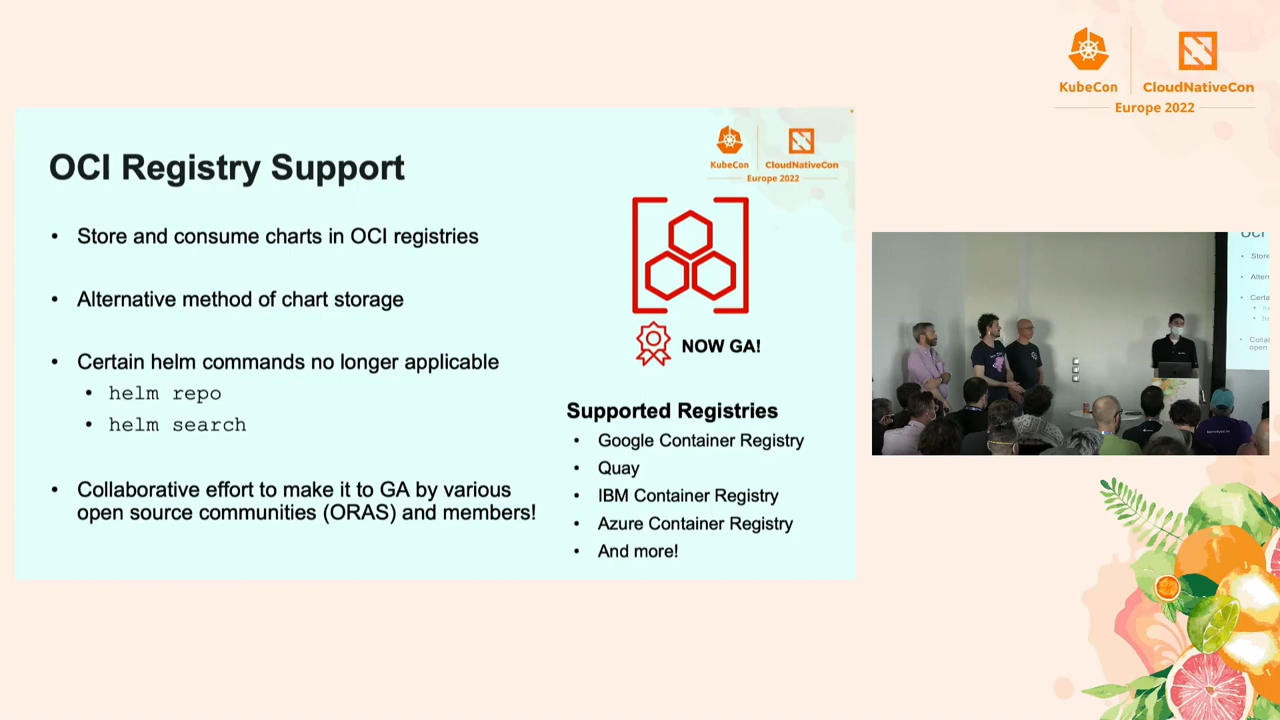 KubeCon
CloudNativeCon
Europe 2022
OCI Registry Support
KubeCon
CloudNativeCon
Europe 2022
• Store and consume charts in OCI registries
• Alternative method of chart storage
• Certain helm commands no longer applicable
• helm repo
• helm search
• Collaborative effort to make it to GA by various
open source communities (ORAS) and members!
NOW GA!
Supported Registries
• Google Container Registry
• Quay
• IBM Container Registry
• Azure Container Registry
• And more!